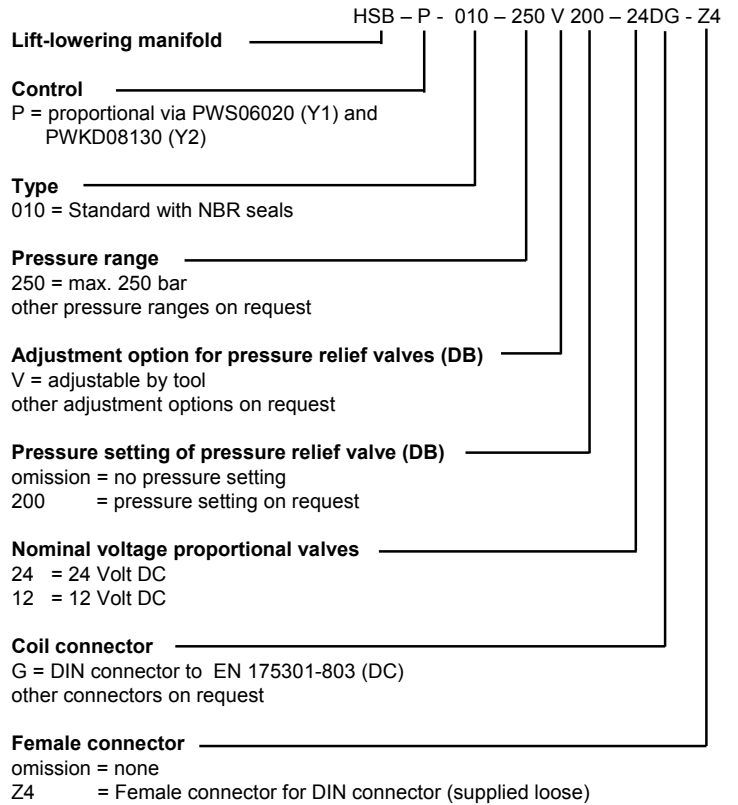 HSB – P - 010 – 250 V 200 – 24DG - Z4
Lift-lowering manifold
Control
P = proportional via PWS06020 (Y1) and
PWKD08130 (Y2)
Type
010 = Standard with NBR seals
Pressure range
250 = max. 250 bar
other pressure ranges on request
Adjustment option for pressure relief valves (DB)
V = adjustable by tool
other adjustment options on request
Pressure setting of pressure relief valve (DB)
omission = no pressure setting
200 = pressure setting on request
Nominal voltage proportional valves
24 = 24 Volt DC
12 = 12 Volt DC
Coil connector
G = DIN connector to EN 175301-803 (DC)
other connectors on request
Female connector
omission = none
Z4 = Female connector for DIN connector (supplied loose)